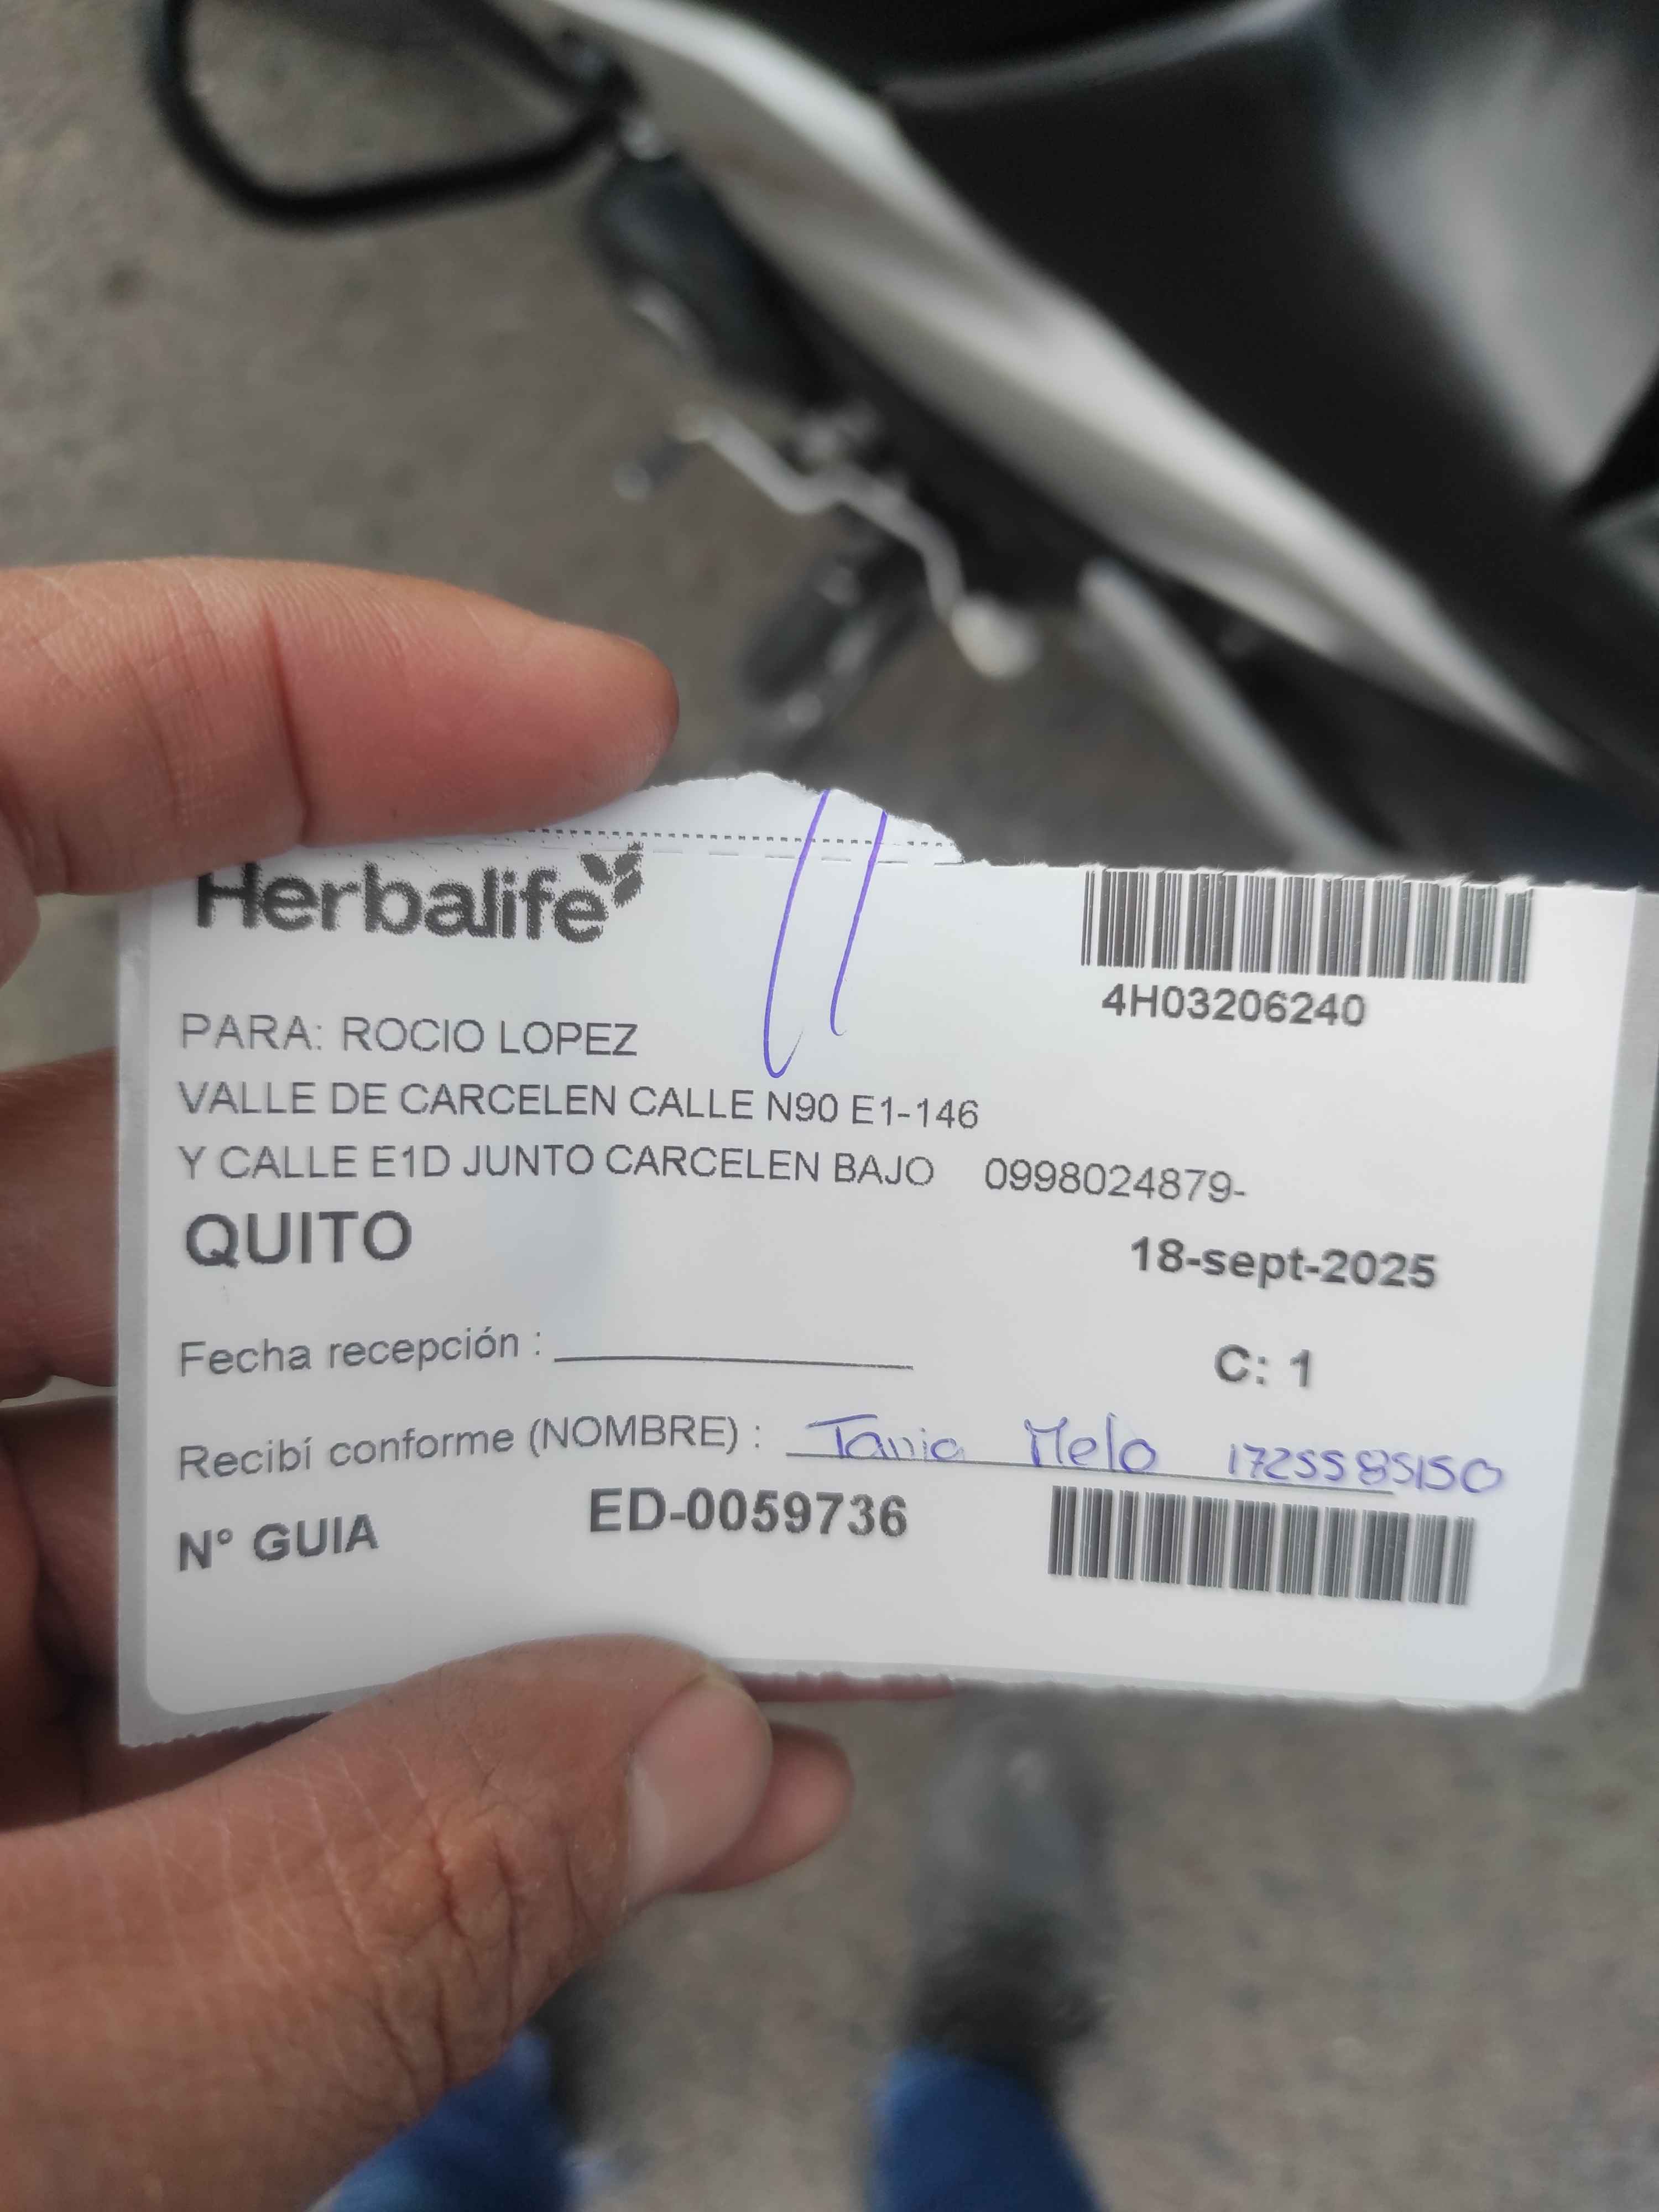 Herbalife
4H03206240
PARA: ROCIO LOPEZ
VALLE DE CARCELEN CALLE N90 E1-146
Y CALLE E1D JUNTO CARCELEN BAJO 0998024879-
QUITO
18-sept-2025
Fecha recepción :
C: 1
Recibí conforme (NOMBRE) : Tania Melo 1725585150
N° GUIA ED-0059736